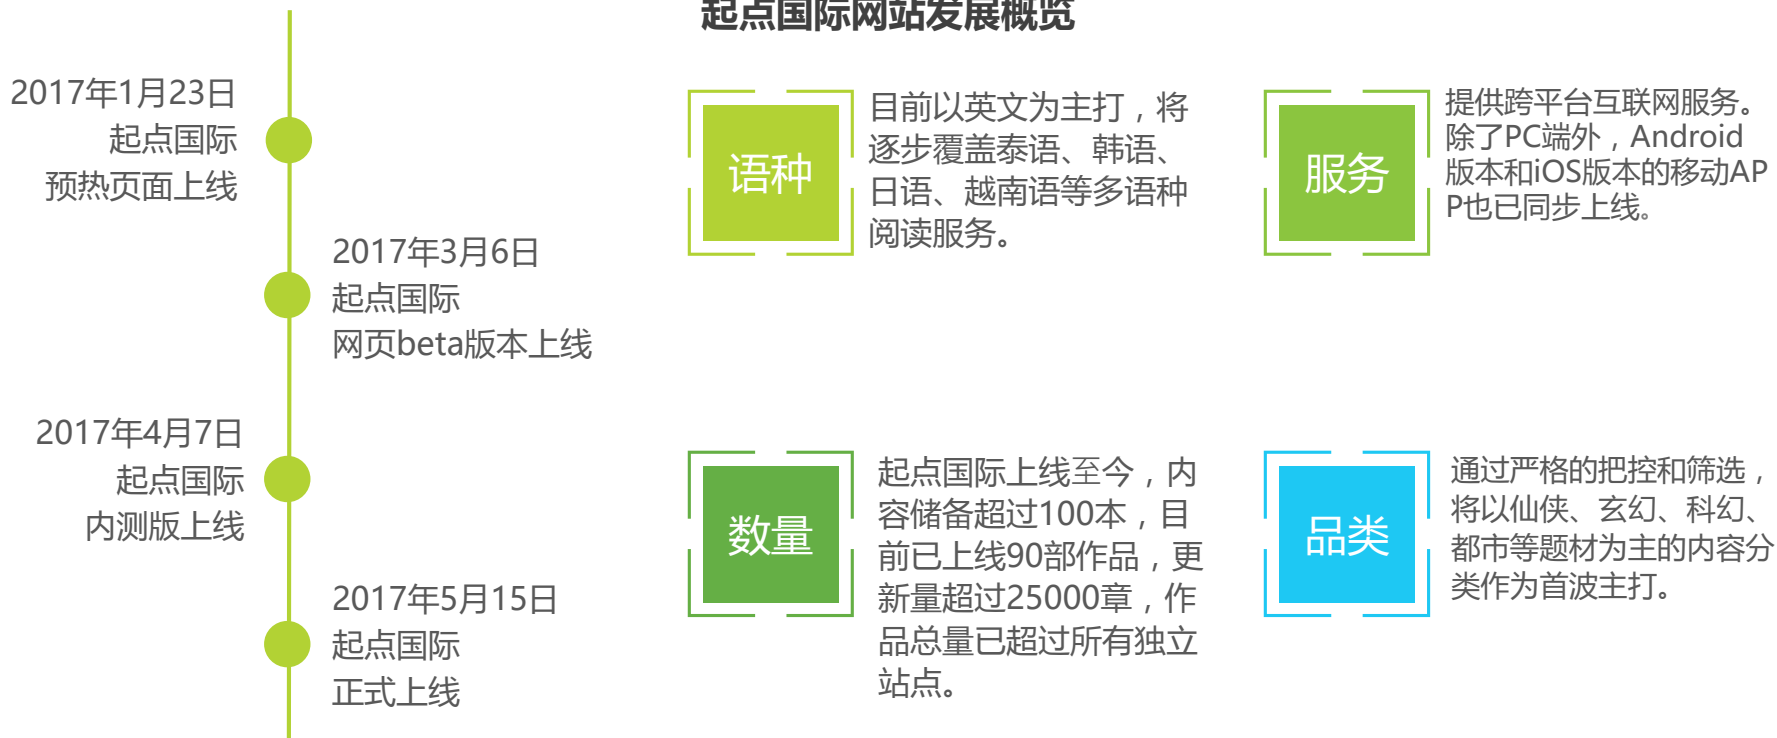 起点国际网站发展概览
2017年1月23日
起点国际
预热页面上线
2017年3月6日
起点国际
网页beta版本上线
2017年4月7日
起点国际
内测版上线
2017年5月15日
起点国际
正式上线
语种
目前以英文为主打，将
逐步覆盖泰语、韩语、
日语、越南语等多语种
阅读服务。
服务
提供跨平台互联网服务。
除了PC端外，Android
版本和iOS版本的移动AP
P也已同步上线。
数量
起点国际上线至今，内
容储备超过100本，目
前已上线90部作品，更
新量超过25000章，作
品总量已超过所有独立
站点。
品类
通过严格的把控和筛选，
将以仙侠、玄幻、科幻、
都市等题材为主的内容分
类作为首波主打。